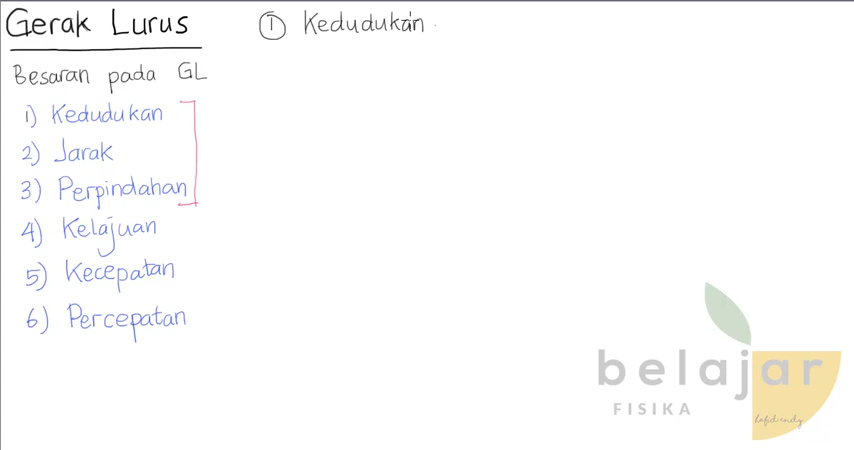 Gerak Lurus
Besaran pada GL
1) Kedudukan
2) Jarak
3) Perpindahan
4) Kelajuan
5) Kecepatan
6) Percepatan
① Kedudukan
belajar
FISIKA